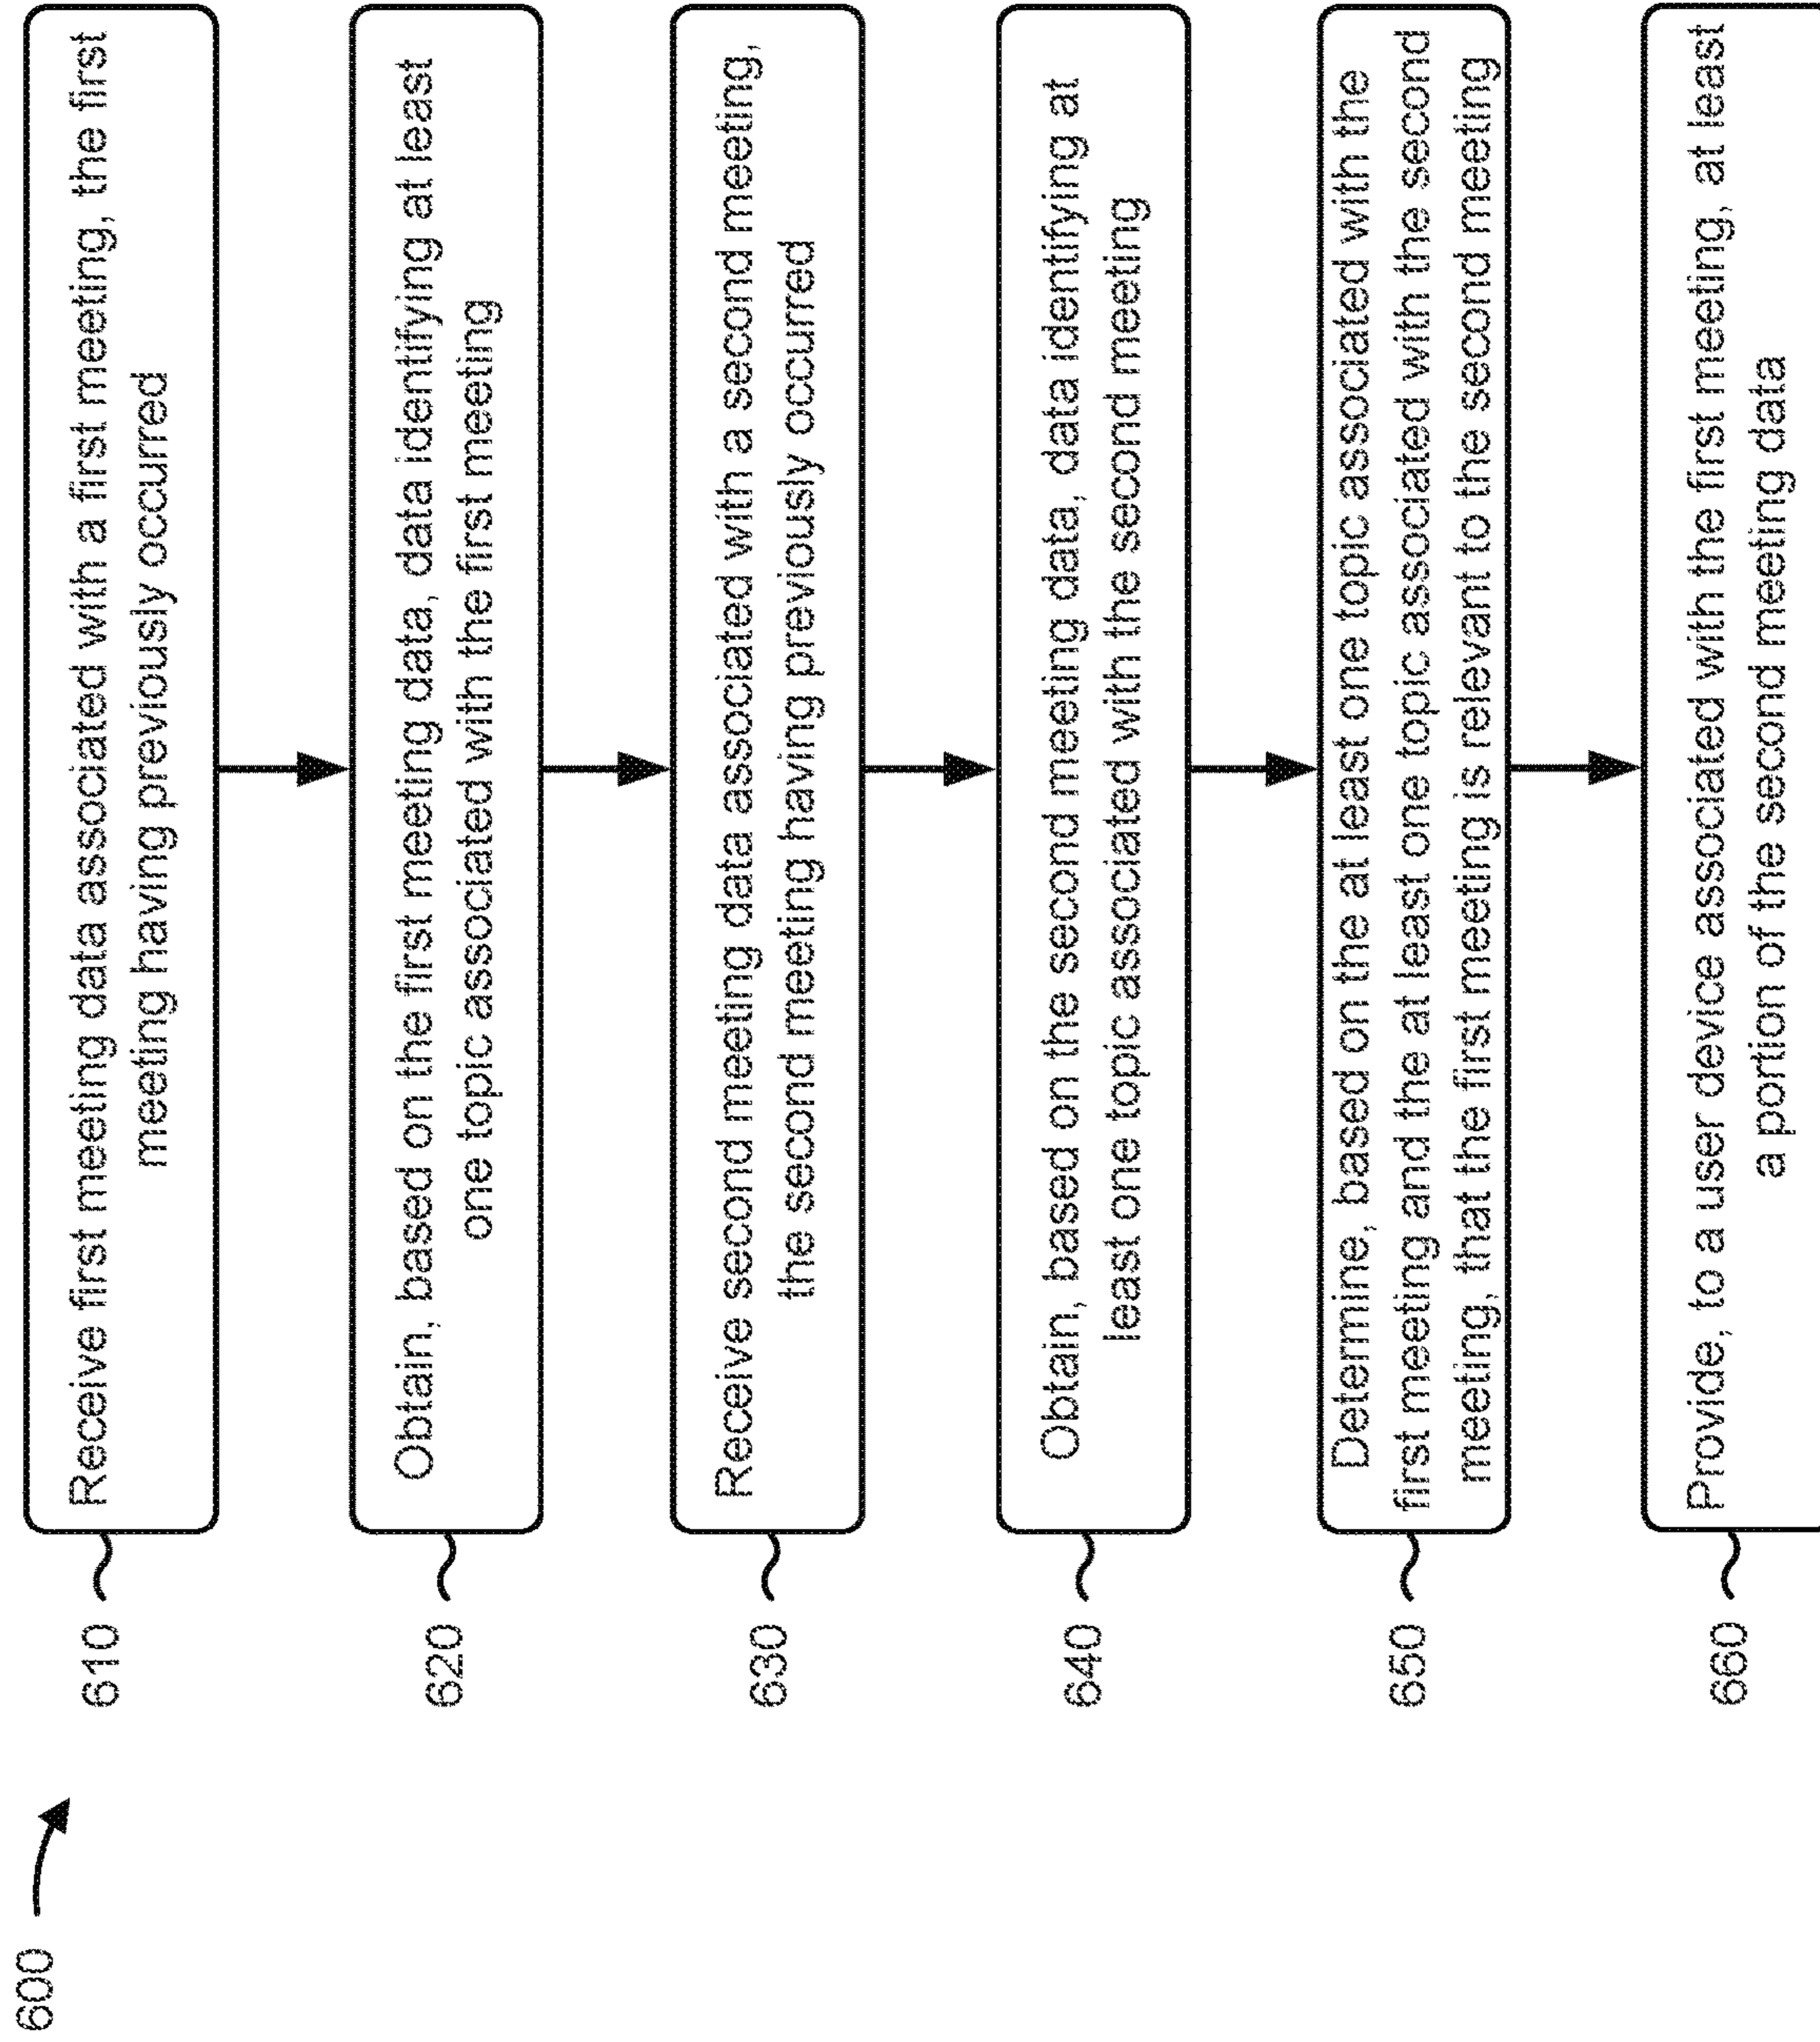 600
610
Receive first meeting data associated with a first meeting, the first
meeting having previously occurred
620
Obtain, based on the first meeting data, data identifying at least
one topic associated with the first meeting
630
Receive second meeting data associated with a second meeting,
the second meeting having previously occurred
640
Obtain, based on the second meeting data, data identifying at
least one topic associated with the second meeting
650
Determine, based on the at least one topic associated with the
first meeting and the at least one topic associated with the second
meeting, that the first meeting is relevant to the second meeting
660
Provide, to a user device associated with the first meeting, at least
a portion of the second meeting data